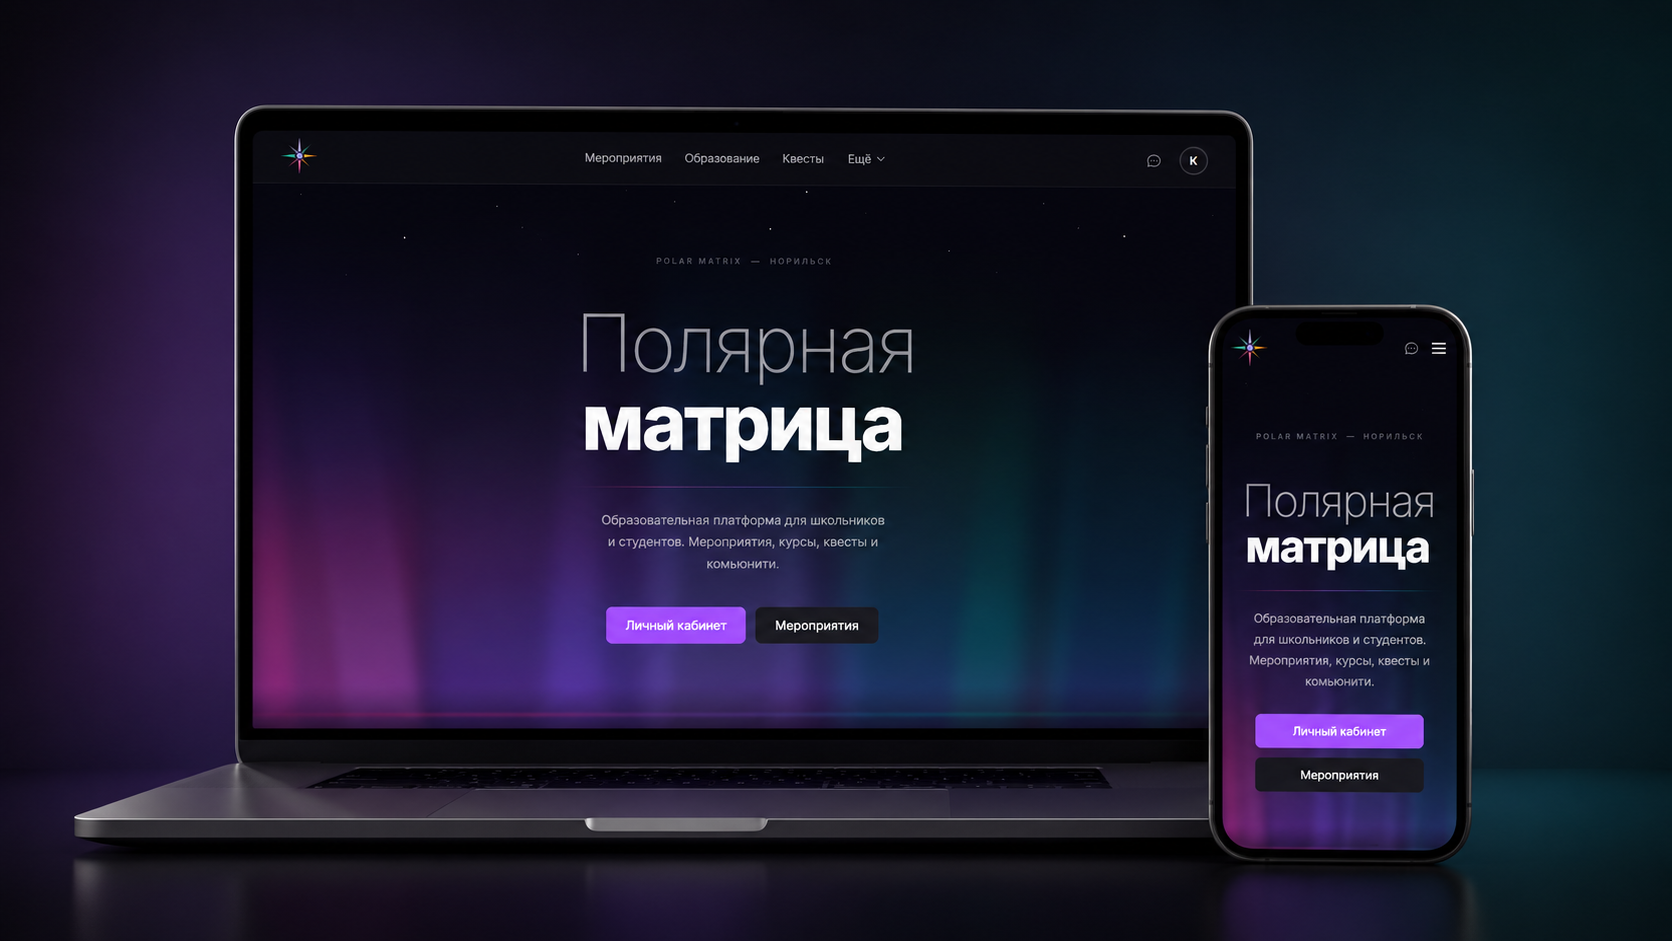 Мероприятия Образование Квесты Ещё
K
POLAR MATRIX — НОРИЛЬСК
Полярная
матрица
Образовательная платформа для школьников
и студентов. Мероприятия, курсы, квесты и
комьюнити.
Личный кабинет
Мероприятия
POLAR MATRIX — НОРИЛЬСК
Полярная
матрица
Образовательная платформа
для школьников и студентов.
Мероприятия, курсы, квесты и
комьюнити.
Личный кабинет
Мероприятия